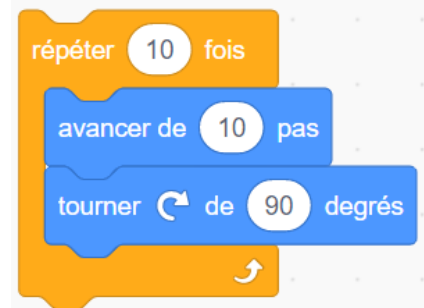 répéter 10 fois
avancer de 10 pas
tourner de 90 degrés